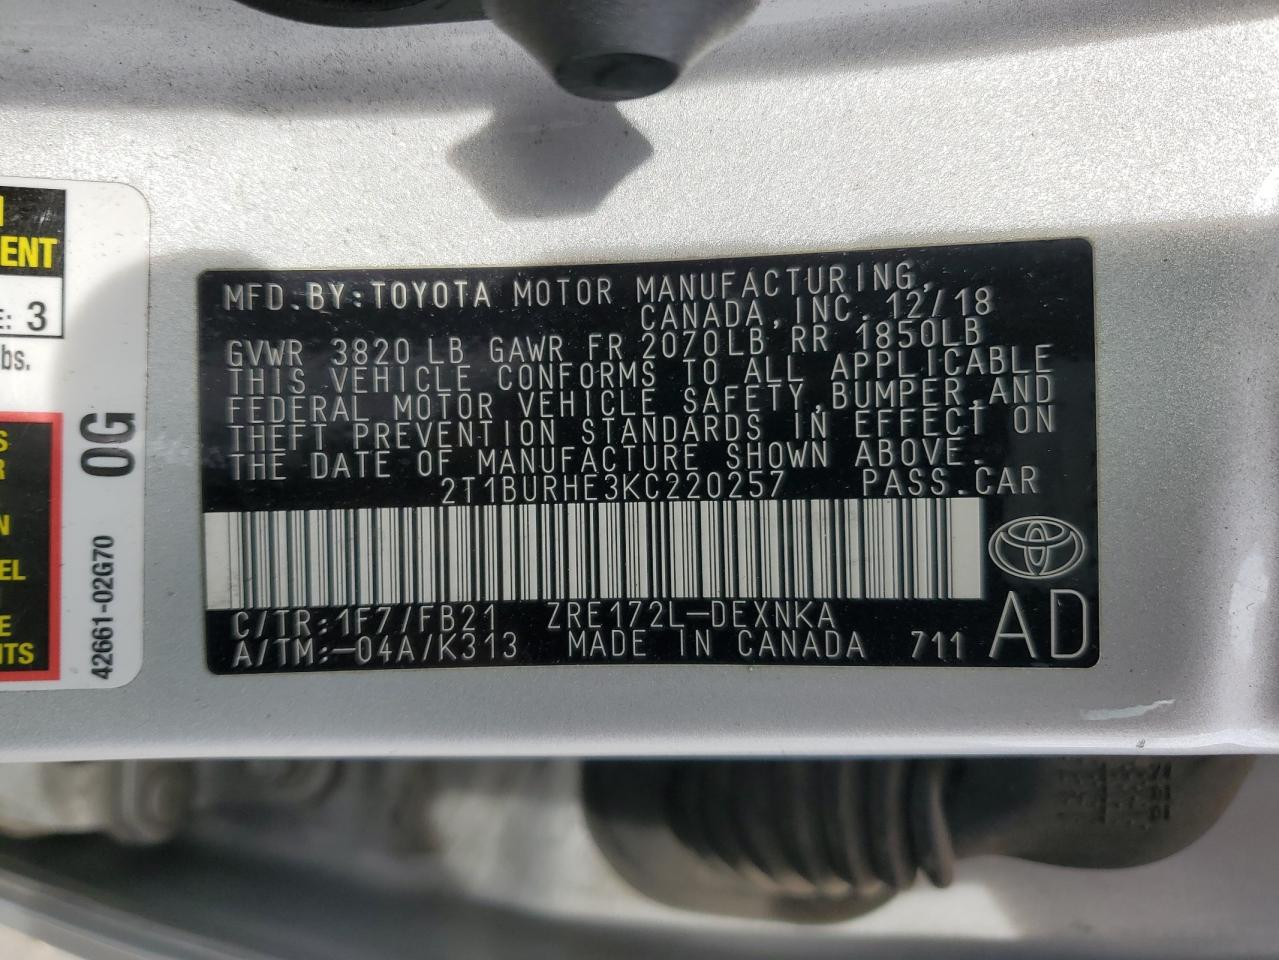 ENT
E: 3
bs.
S
R
N
EL
E
TS
42661-02G70 0G
MFD.BY:TOYOTA MOTOR MANUFACTURING,
CANADA,INC.12/18
GVWR 3820 LB GAWR FR 2070LB RR 1850LB
THIS VEHICLE CONFORMS TO ALL APPLICABLE
FEDERAL MOTOR VEHICLE SAFETY,BUMPER,AND
THEFT PREVENTION STANDARDS IN EFFECT ON
THE DATE OF MANUFACTURE SHOWN ABOVE.
2T1BURHE3KC220257 PASS.CAR
C/TR:1F7/FB21 ZRE172L-DEXNKA
A/TM:-04A/K313 MADE IN CANADA 711 AD